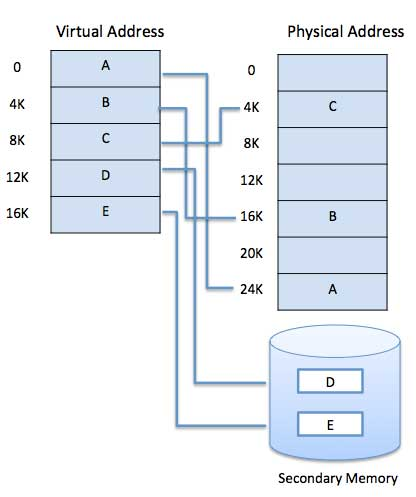 Virtual Address
Physical Address
0
A
4K
B
8K
C
12K
D
16K
E
0
4K
C
8K
12K
16K
B
20K
24K
A
D
E
Secondary Memory